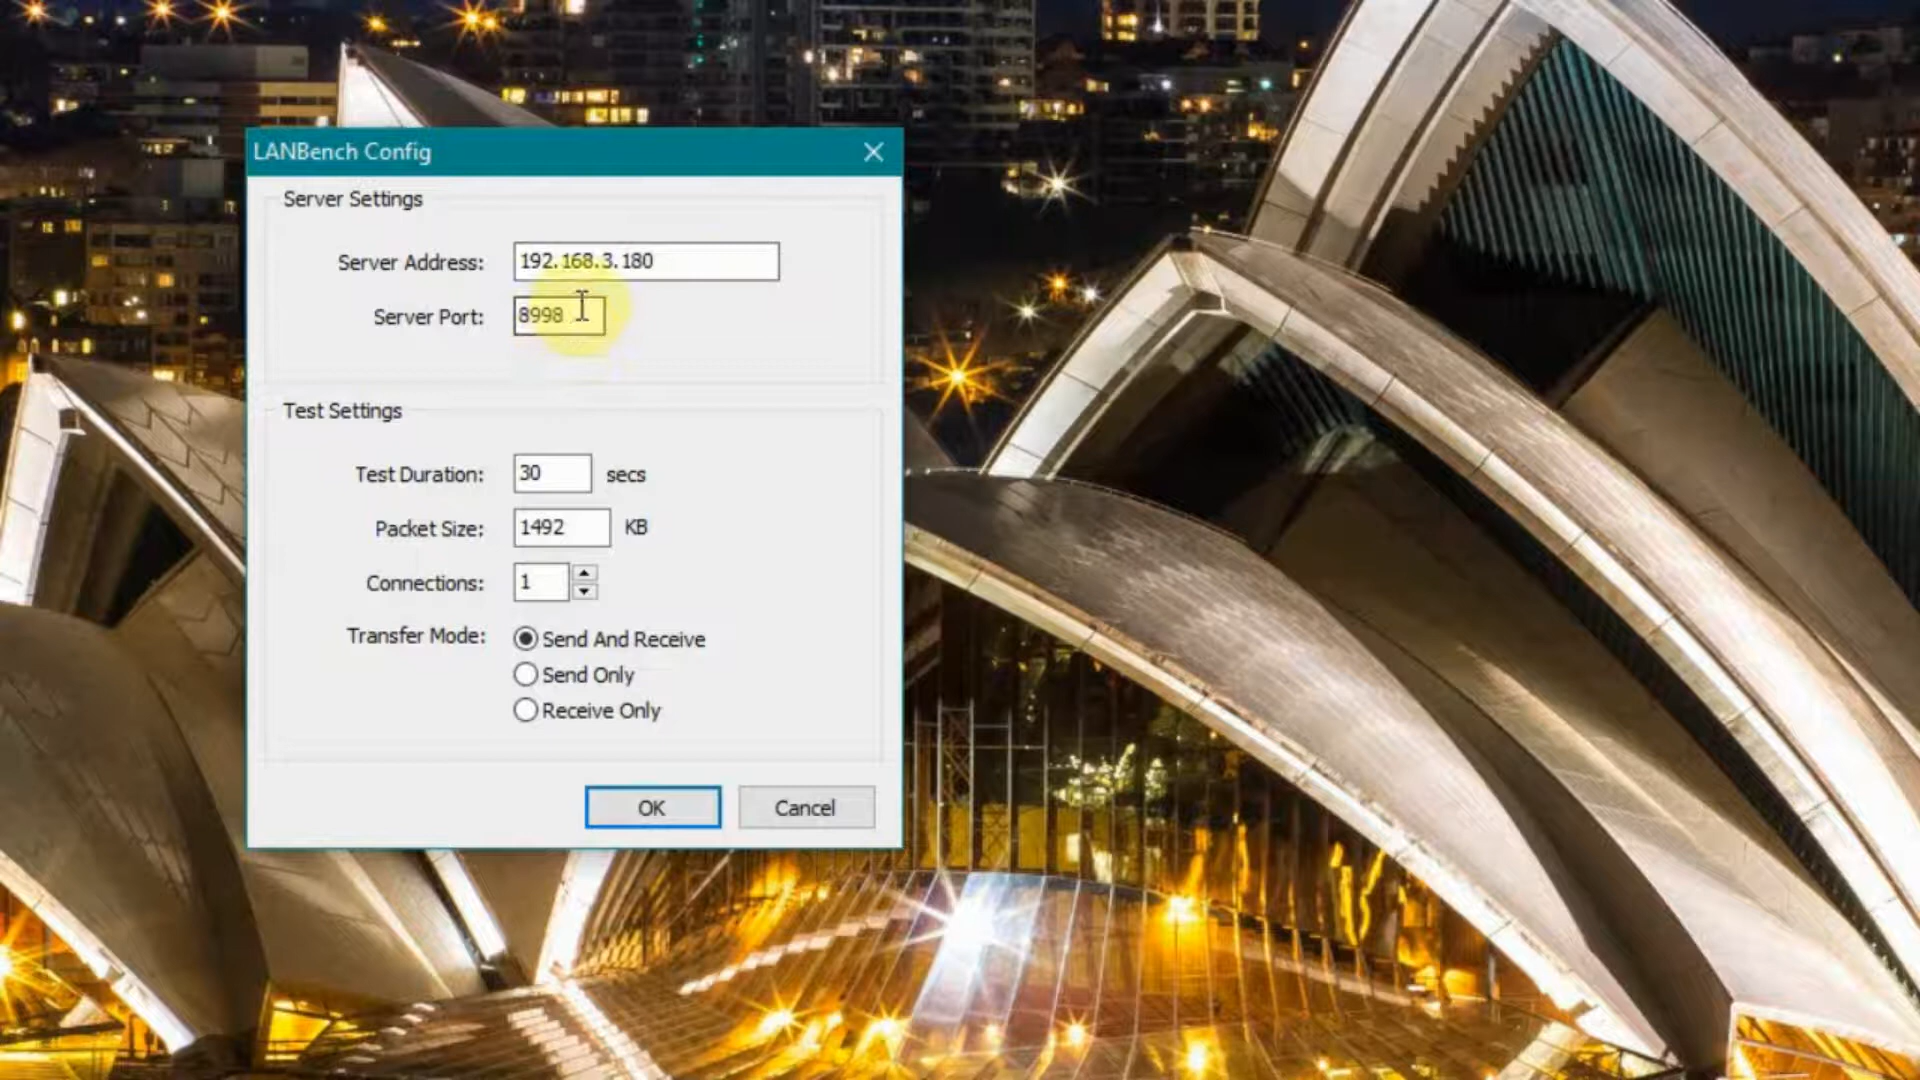 LANBench Config
Server Settings
Server Address: 192.168.3.180
Server Port: 8998
Test Settings
Test Duration: 30 secs
Packet Size: 1492 KB
Connections: 1
Transfer Mode: Send And Receive
Send Only
Receive Only
OK Cancel